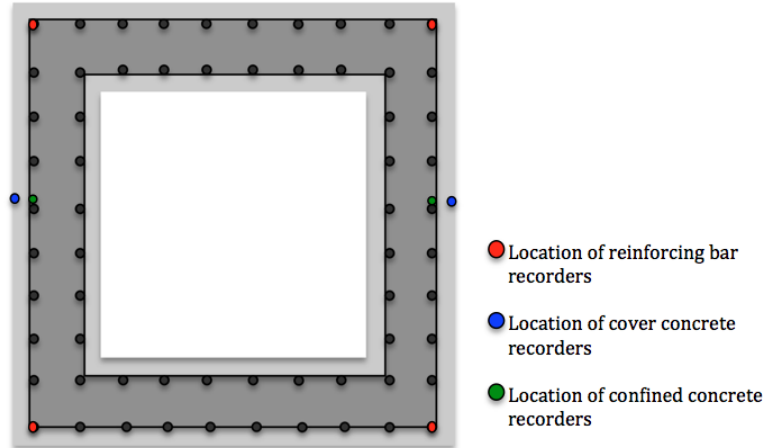 Location of reinforcing bar
recorders
Location of cover concrete
recorders
Location of confined concrete
recorders